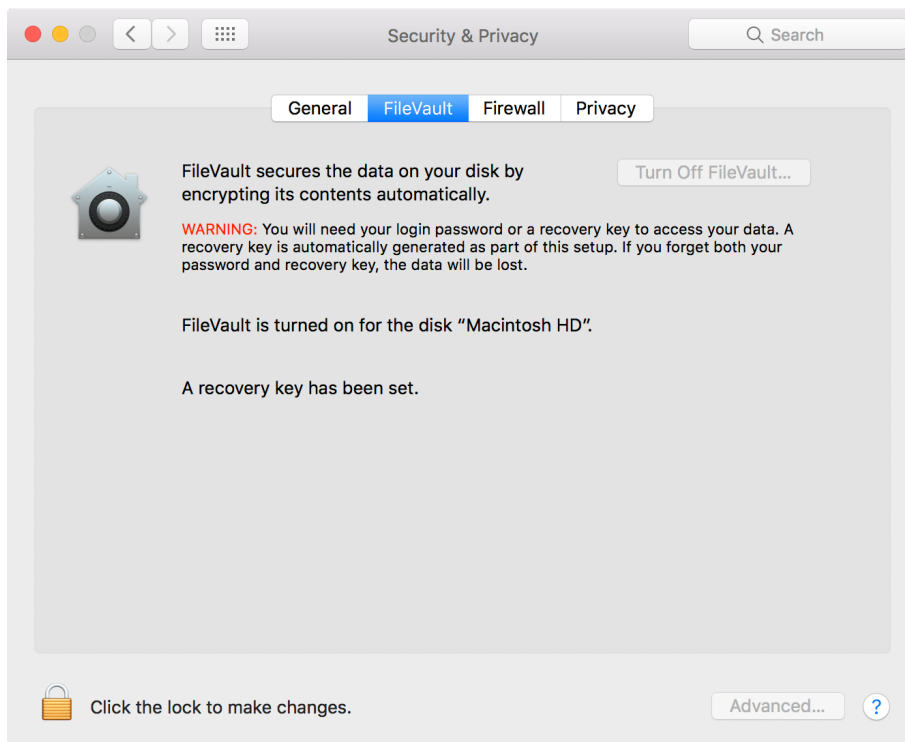 Security & Privacy
Search
General
FileVault
Firewall
Privacy
FileVault secures the data on your disk by
encrypting its contents automatically.
Turn Off FileVault...
WARNING: You will need your login password or a recovery key to access your data. A
recovery key is automatically generated as part of this setup. If you forget both your
password and recovery key, the data will be lost.
FileVault is turned on for the disk “Macintosh HD”.
A recovery key has been set.
Click the lock to make changes.
Advanced...
?